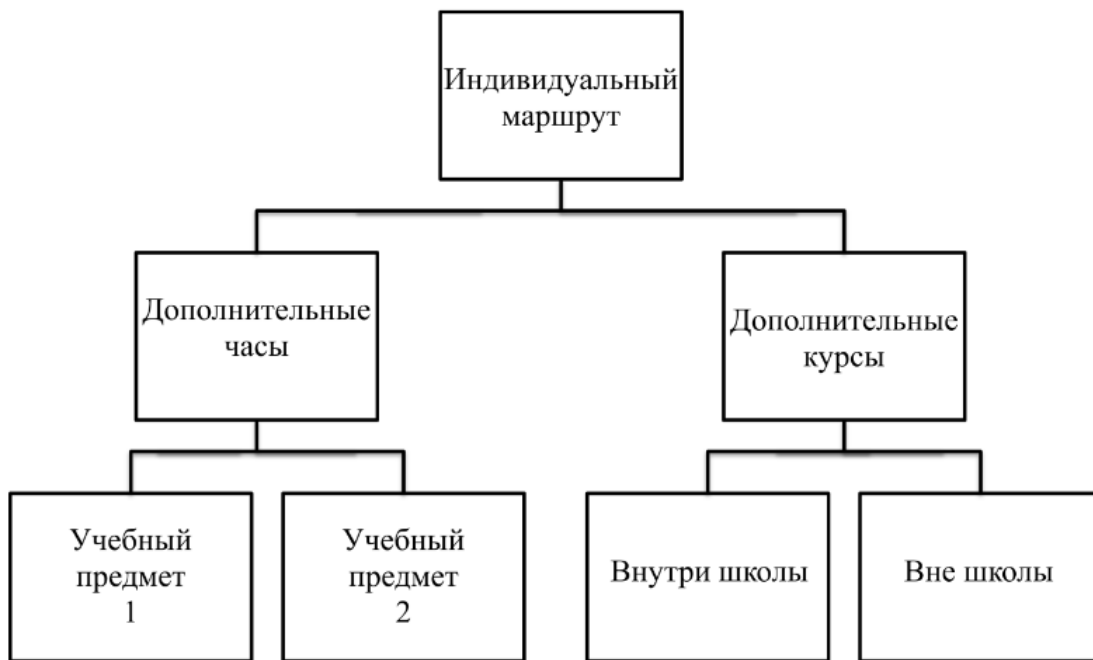 Индивидуальный
маршрут
Дополнительные
часы
Дополнительные
курсы
Учебный
предмет
1
Учебный
предмет
2
Внутри школы
Вне школы